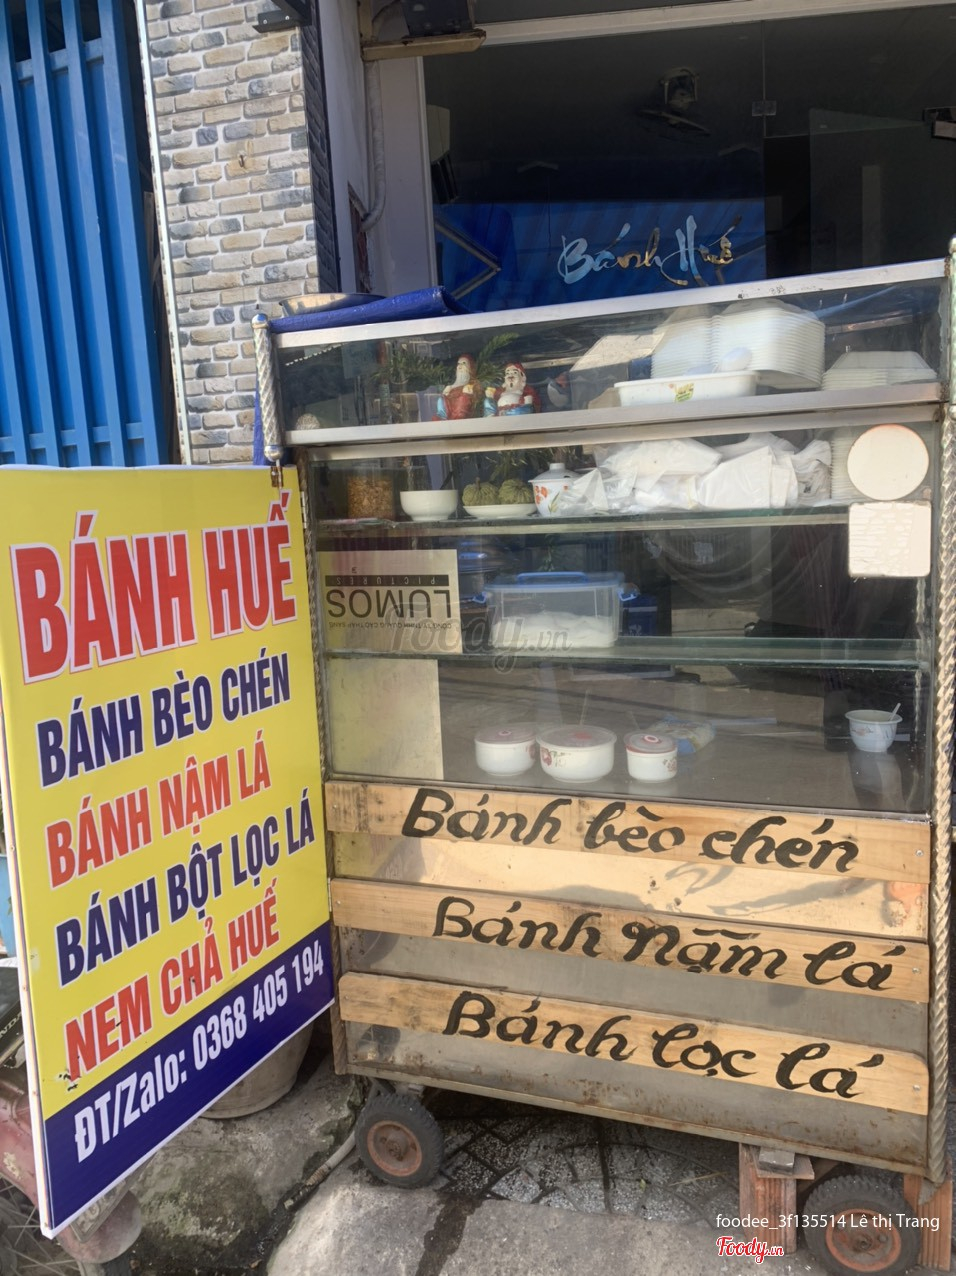 Bánh Huế
BÁNH HUẾ
BÁNH BÈO CHÉN
BÁNH NẬM LÁ
BÁNH BỘT LỌC LÁ
NEM CHẢ HUẾ
ĐT/Zalo: 0368 405 194
LUMOS
PICTURES
foody.vn
Bánh bèo chén
Bánh Nậm lá
Bánh lọc lá
foodee_3f135514 Lê thị Trang
Foody.vn